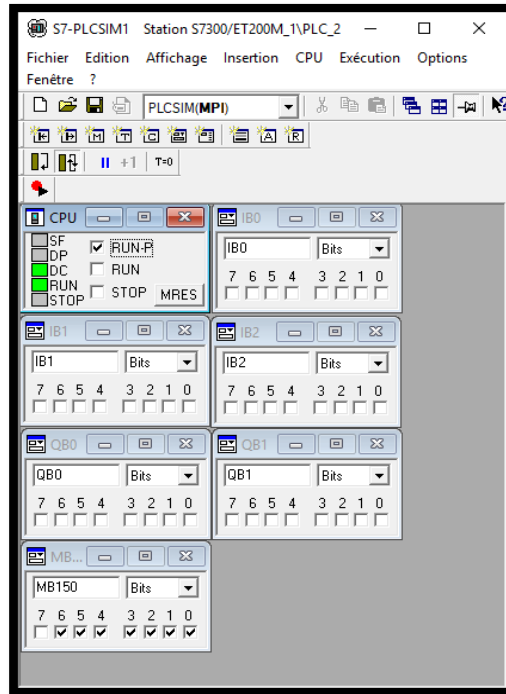 S7-PLCSIM1 Station S7300/ET200M_1\PLC_2
Fichier Edition Affichage Insertion CPU Exécution Options
Fenêtre ?
PLCSIM(MPI)
+1 T=0
CPU
SF
DP
DC
RUN
STOP
RUN-P
RUN
STOP MRES
IB0
IB0 Bits
7 6 5 4 3 2 1 0
IB1
IB1 Bits
7 6 5 4 3 2 1 0
IB2
IB2 Bits
7 6 5 4 3 2 1 0
QB0
QB0 Bits
7 6 5 4 3 2 1 0
QB1
QB1 Bits
7 6 5 4 3 2 1 0
MB...
MB150 Bits
7 6 5 4 3 2 1 0